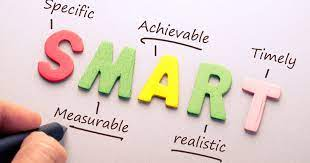 Specific
Achievable
Timely
SMART
Measurable
realistic